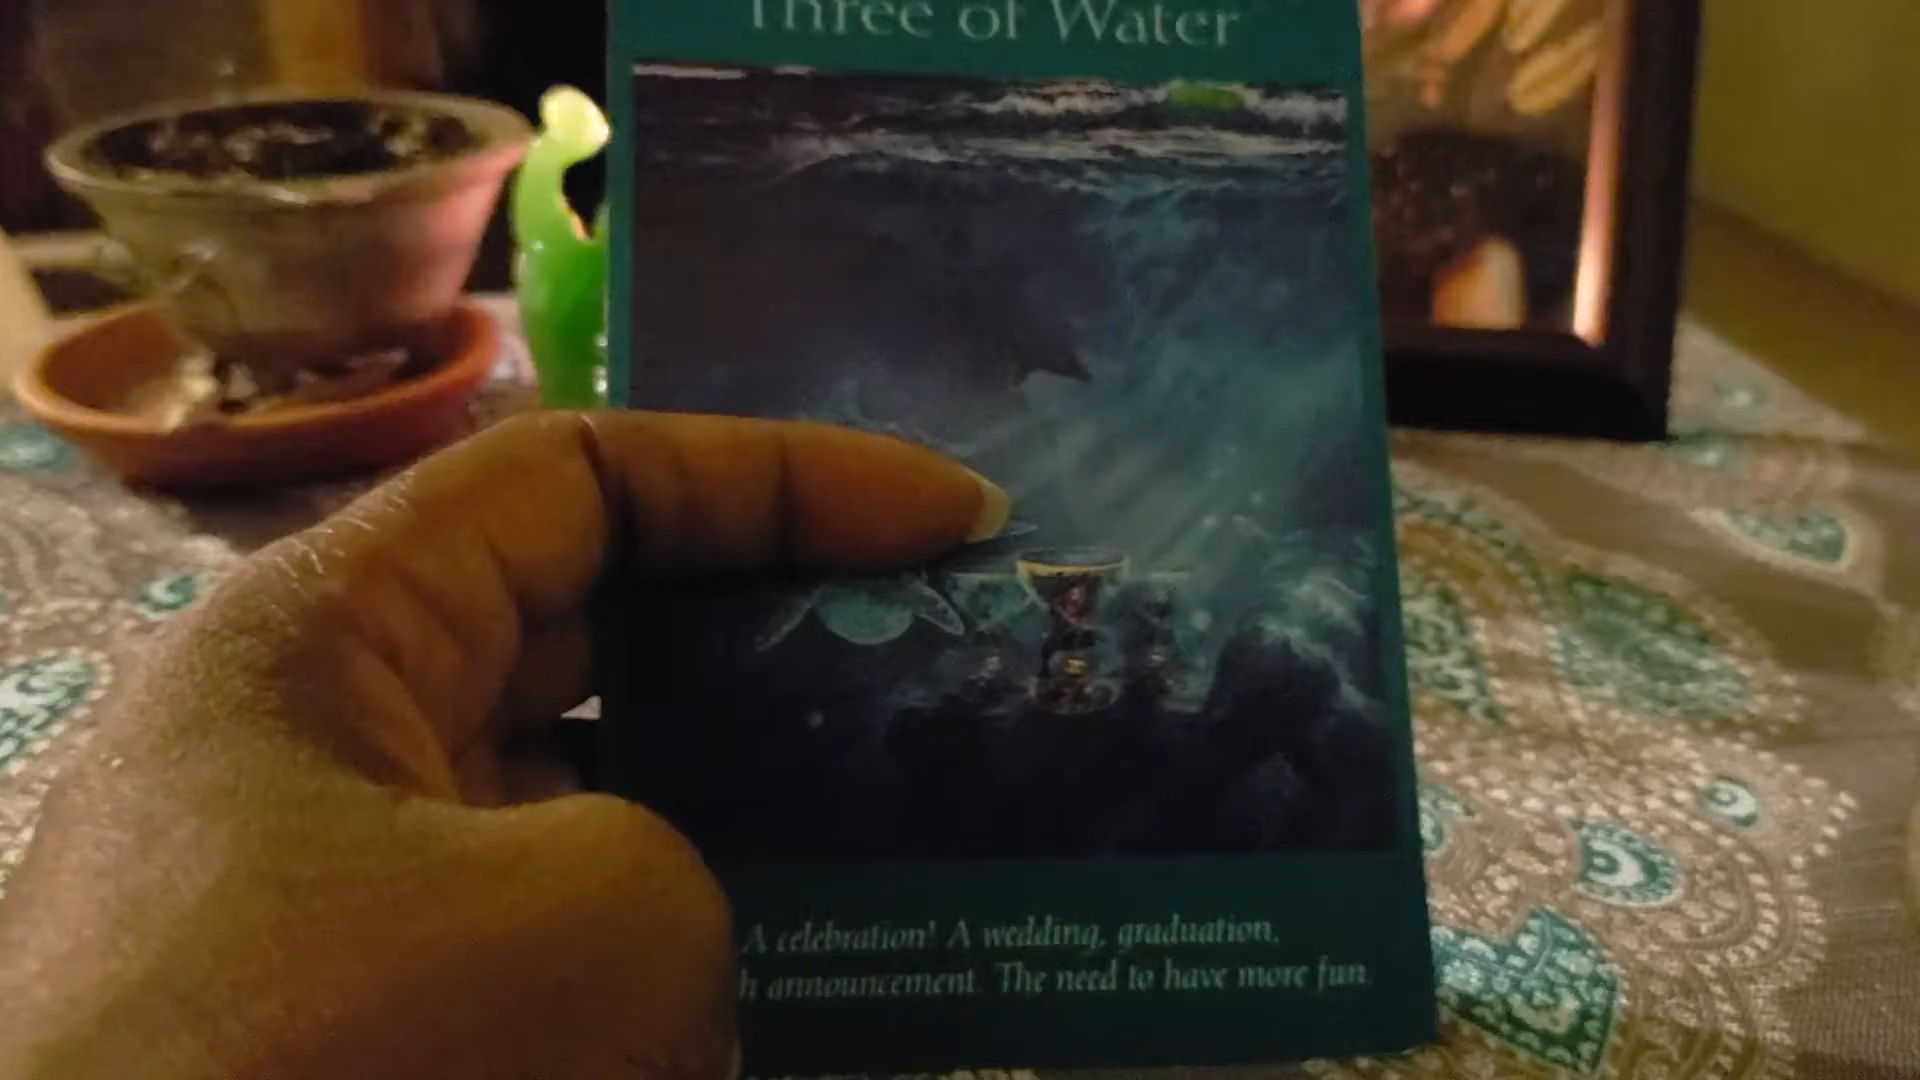 Three of Water
A celebration! A wedding, graduation,
h announcement. The need to have more fun.